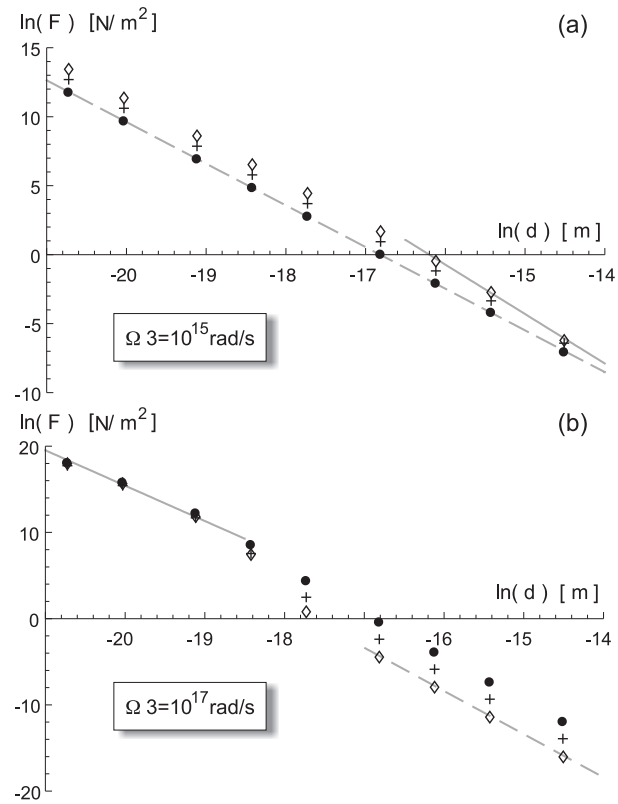 ln( F ) [N/ m²]
(a)
15
10
5
0
-5
-10
ln( d ) [ m ]
-20 -19 -18 -17 -16 -15 -14
Ω 3=10¹⁵rad/s
ln( F ) [N/ m²]
(b)
20
10
0
-10
-20
ln( d ) [ m ]
-20 -19 -18 -17 -16 -15 -14
Ω 3=10¹⁷rad/s